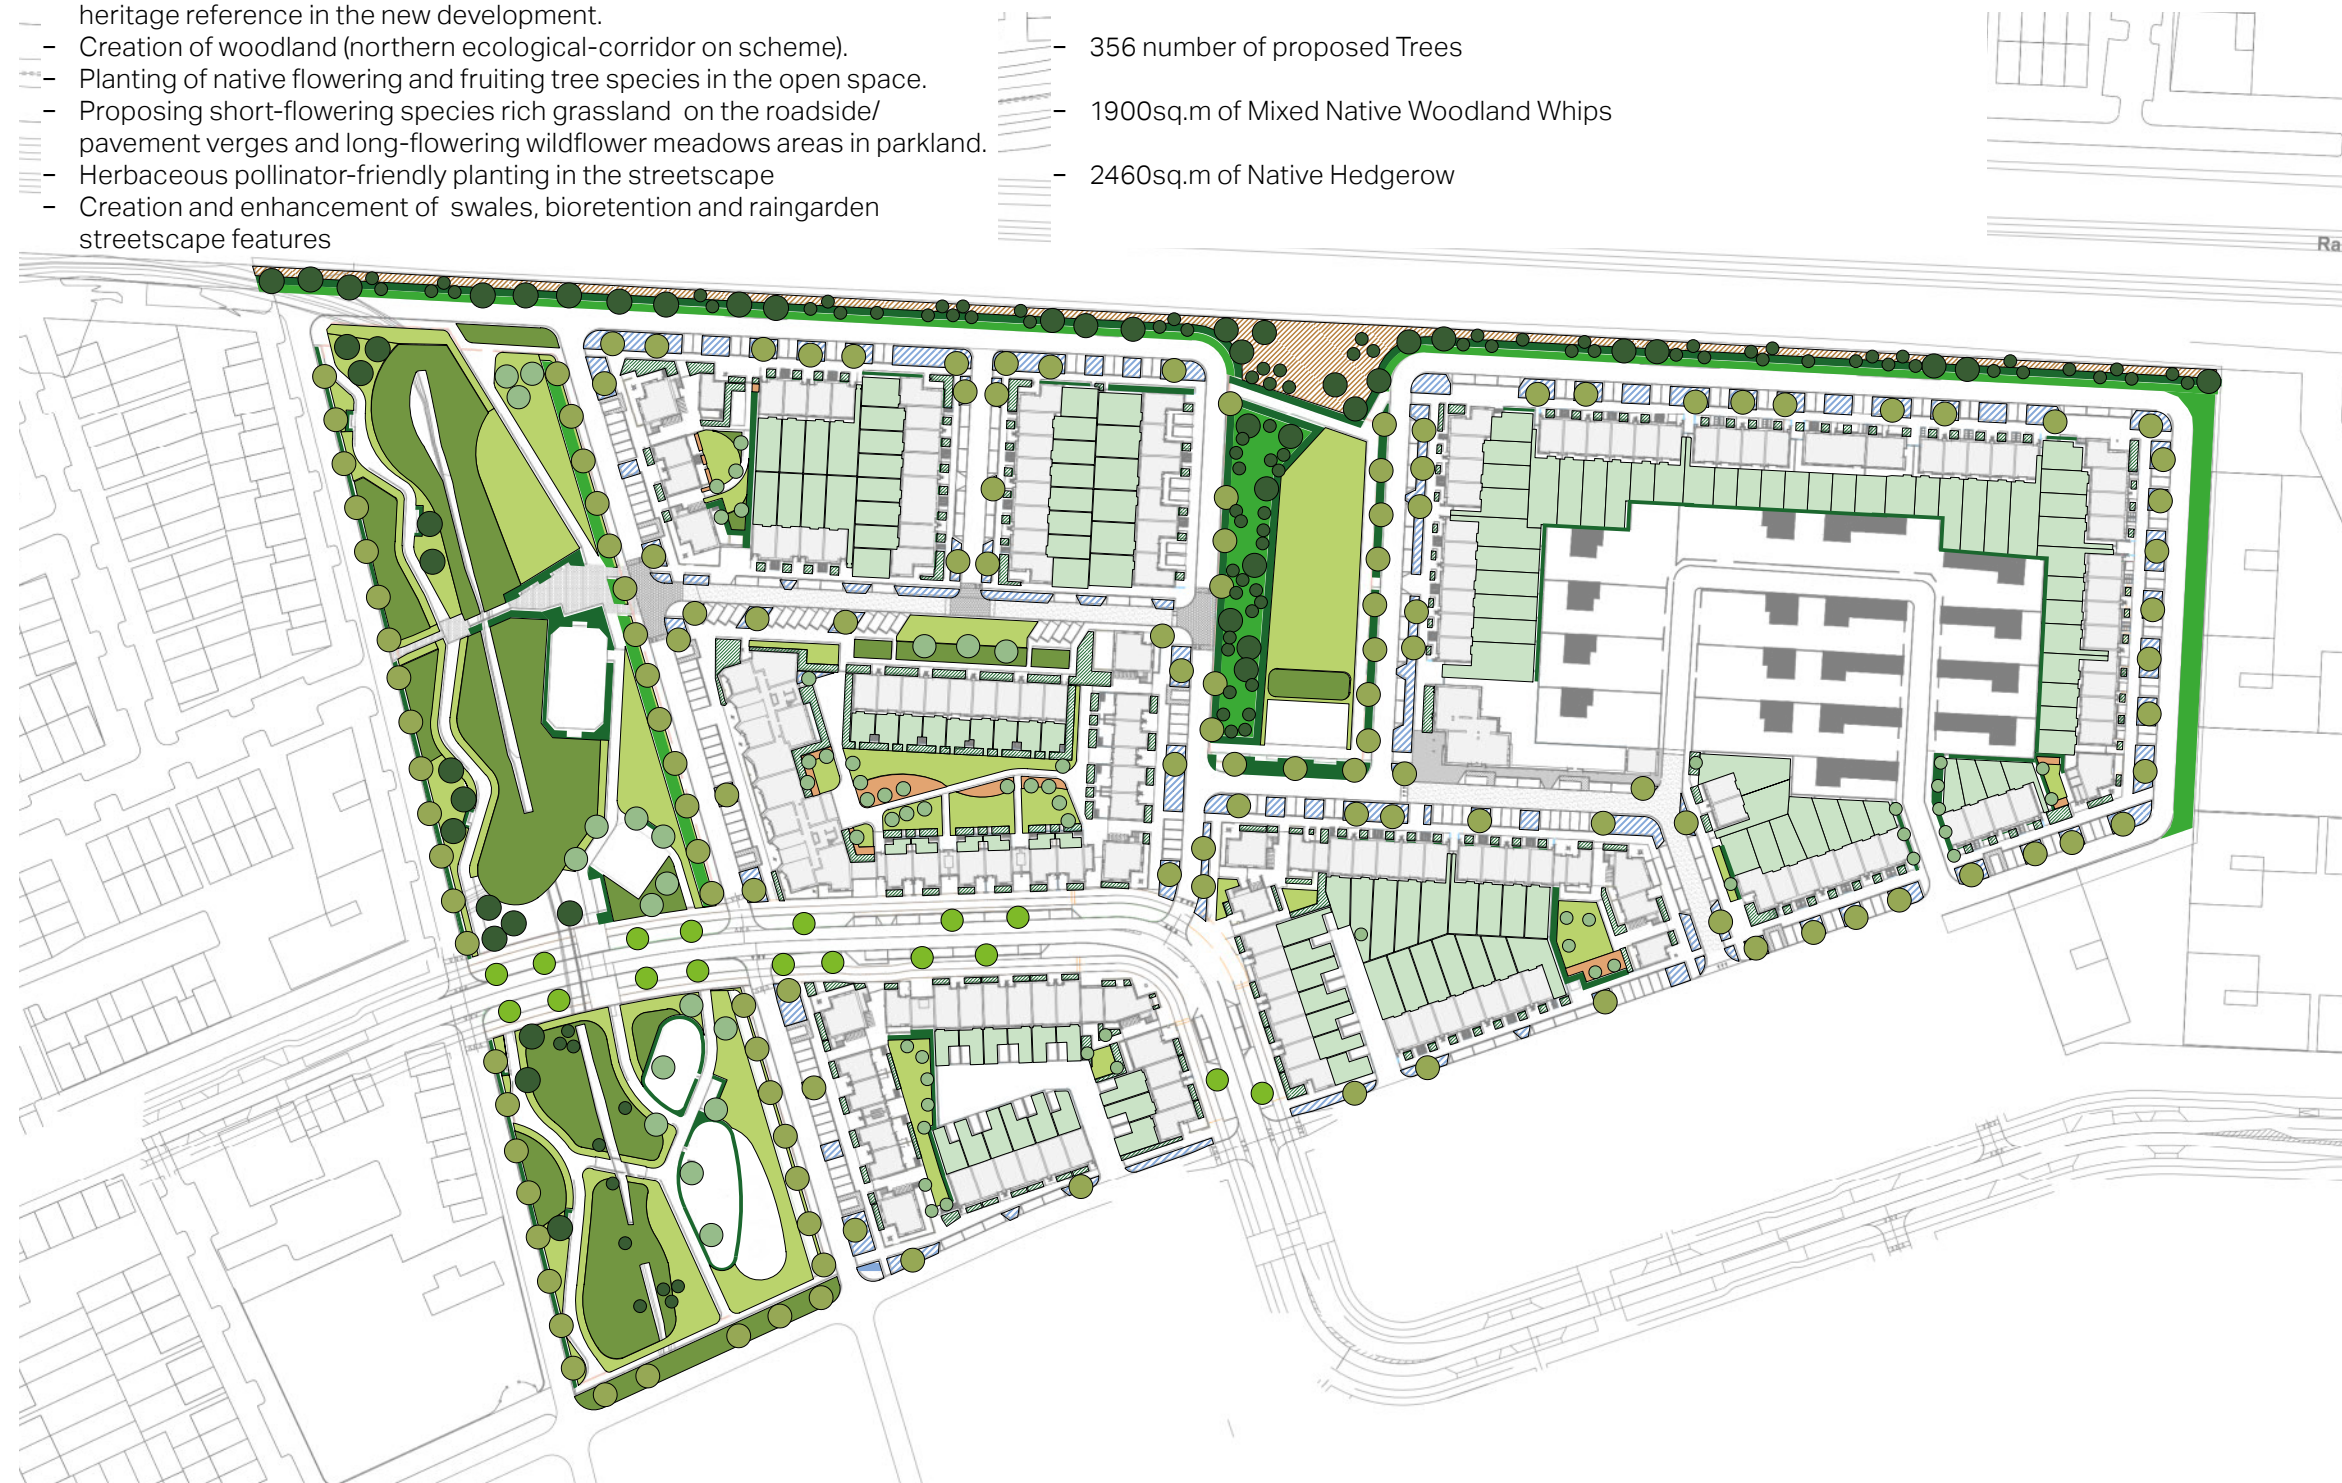 heritage reference in the new development.
– Creation of woodland (northern ecological-corridor on scheme).
– Planting of native flowering and fruiting tree species in the open space.
– Proposing short-flowering species rich grassland on the roadside/
pavement verges and long-flowering wildflower meadows areas in parkland.
– Herbaceous pollinator-friendly planting in the streetscape
– Creation and enhancement of swales, bioretention and raingarden
streetscape features
– 356 number of proposed Trees
– 1900sq.m of Mixed Native Woodland Whips
– 2460sq.m of Native Hedgerow
Ra